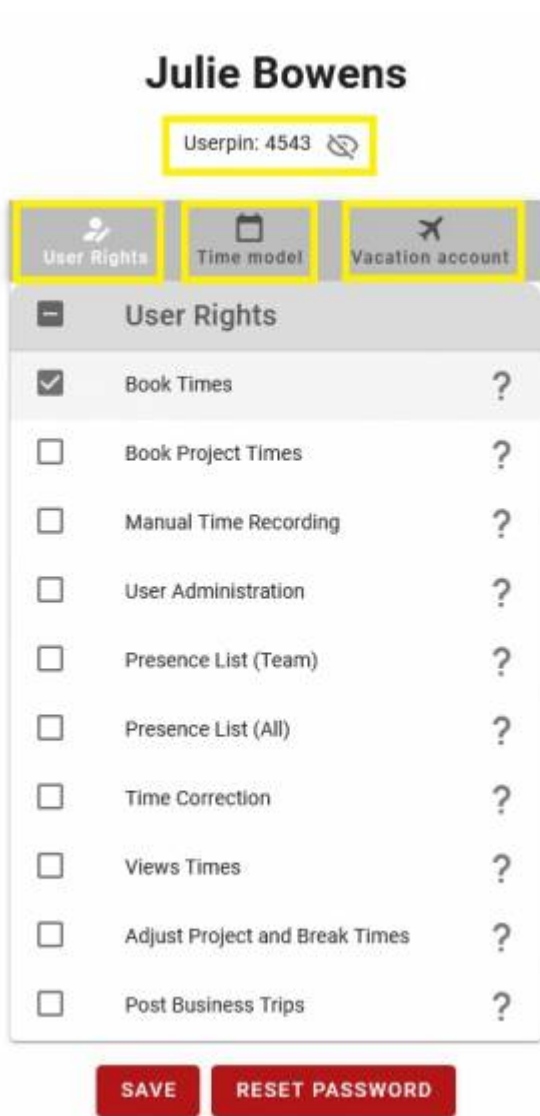 Julie Bowens
Userpin: 4543
User Rights Time model Vacation account
User Rights
Book Times ?
Book Project Times ?
Manual Time Recording ?
User Administration ?
Presence List (Team) ?
Presence List (All) ?
Time Correction ?
Views Times ?
Adjust Project and Break Times ?
Post Business Trips ?
SAVE RESET PASSWORD